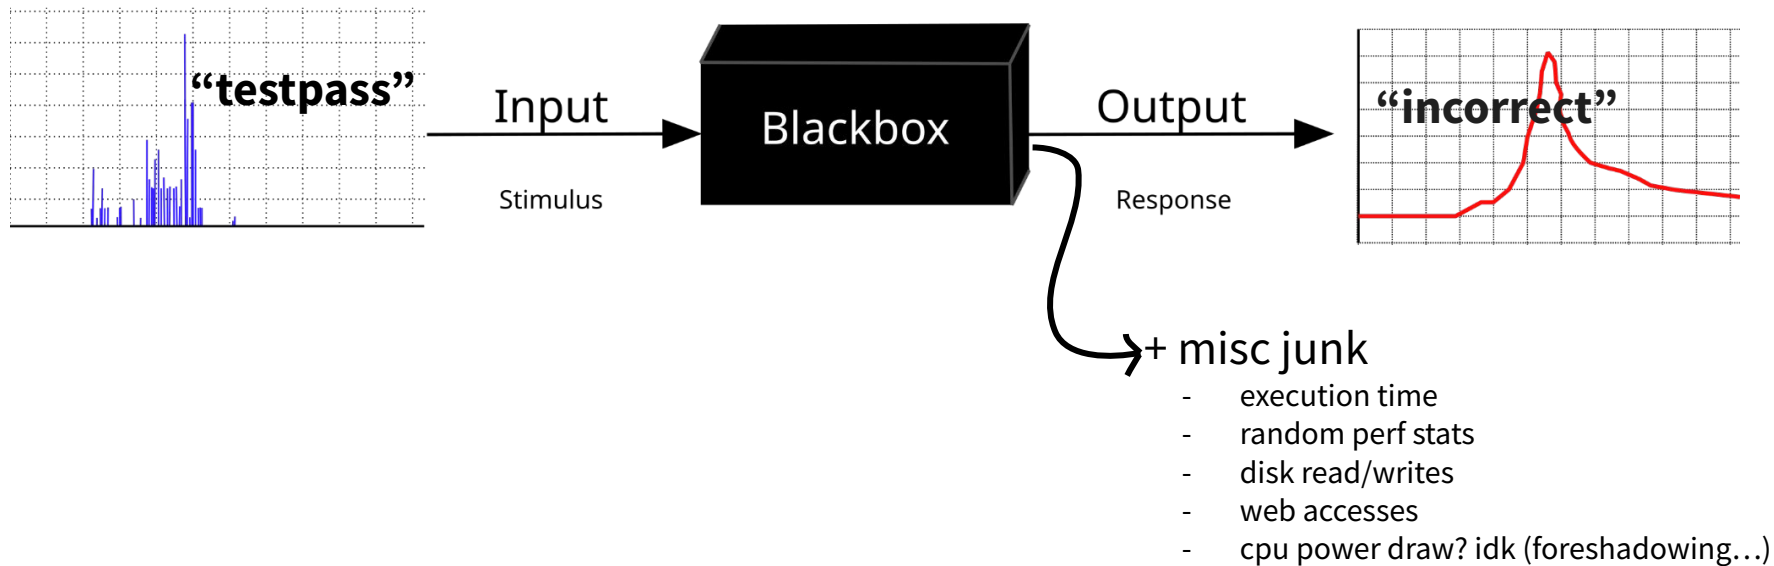 “testpass”
Input
Stimulus
Blackbox
Output
Response
“incorrect”
+ misc junk
- execution time
- random perf stats
- disk read/writes
- web accesses
- cpu power draw? idk (foreshadowing…)